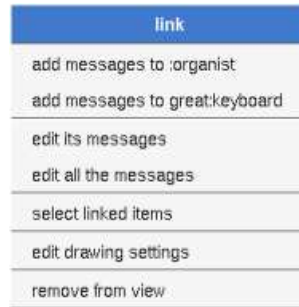 link
add messages to :organist
add messages to great:keyboard
edit its messages
edit all the messages
select linked items
edit drawing settings
remove from view